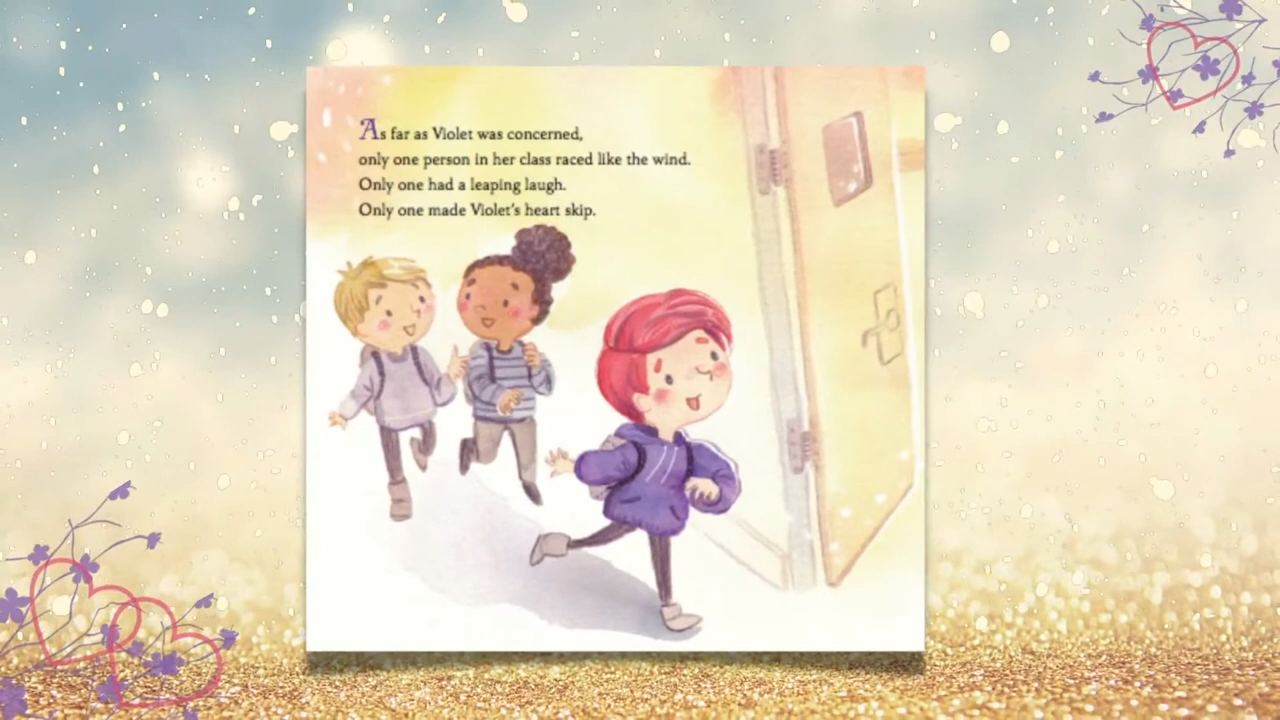 As far as Violet was concerned,
only one person in her class raced like the wind.
Only one had a leaping laugh.
Only one made Violet's heart skip.